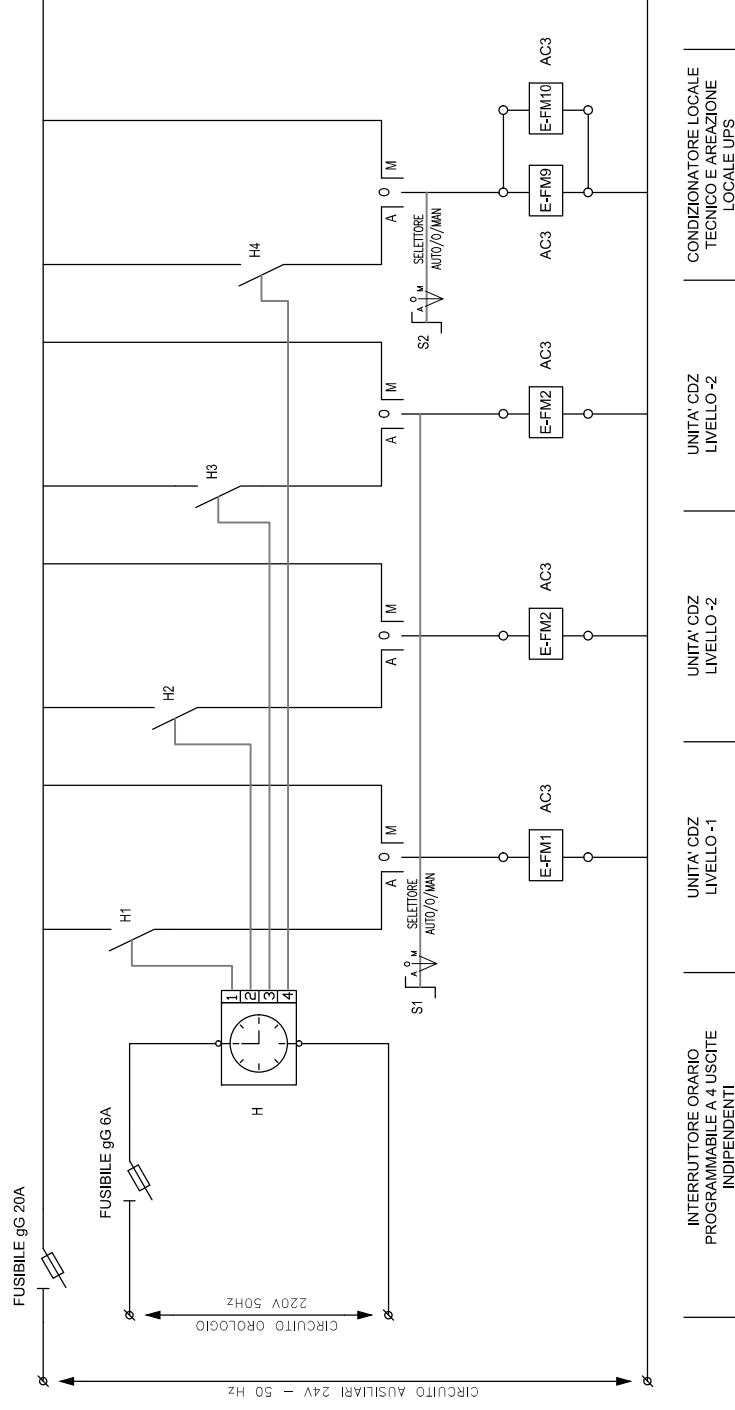 FUSIBILE gG 20A
FUSIBILE gG 6A
CIRCUITO AUSILIARI 24V – 50 Hz
CIRCUITO OROLOGIO
220V 50Hz
H
1
2
3
4
H1
H2
H3
H4
A
O
M
A
O
M
A
O
M
A
O
M
S1
A
O
M
SELETTORE
AUTO/O/MAN
S2
A
O
M
SELETTORE
AUTO/O/MAN
E-FM1
AC3
E-FM2
AC3
E-FM2
AC3
E-FM9
AC3
E-FM10
AC3
INTERRUTTORE ORARIO
PROGRAMMABILE A 4 USCITE
INDIPENDENTI
UNITA' CDZ
LIVELLO -1
UNITA' CDZ
LIVELLO -2
UNITA' CDZ
LIVELLO -2
CONDIZIONATORE LOCALE
TECNICO E AREAZIONE
LOCALE UPS